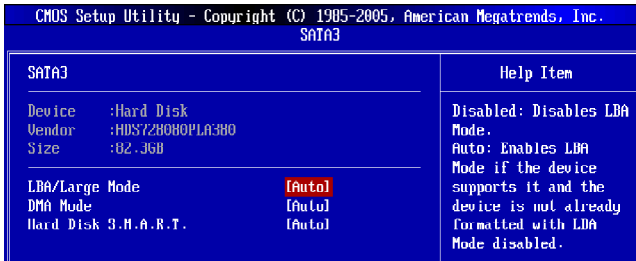 CMOS Setup Utility - Copyright (C) 1985-2005, American Megatrends, Inc.
SATA3
SATA3
Device :Hard Disk
Vendor :HDS728080PLA380
Size :82.3GB
LBA/Large Mode [Auto]
DMA Mode [Auto]
Hard Disk S.M.A.R.T. [Auto]
Help Item
Disabled: Disables LBA
Mode.
Auto: Enables LBA
Mode if the device
supports it and the
device is not already
formatted with LBA
Mode disabled.